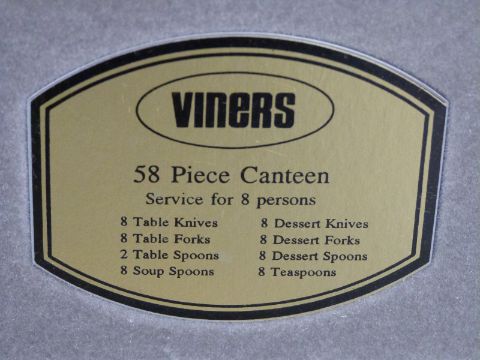 VINERS
58 Piece Canteen
Service for 8 persons
8 Table Knives
8 Table Forks
2 Table Spoons
8 Soup Spoons
8 Dessert Knives
8 Dessert Forks
8 Dessert Spoons
8 Teaspoons